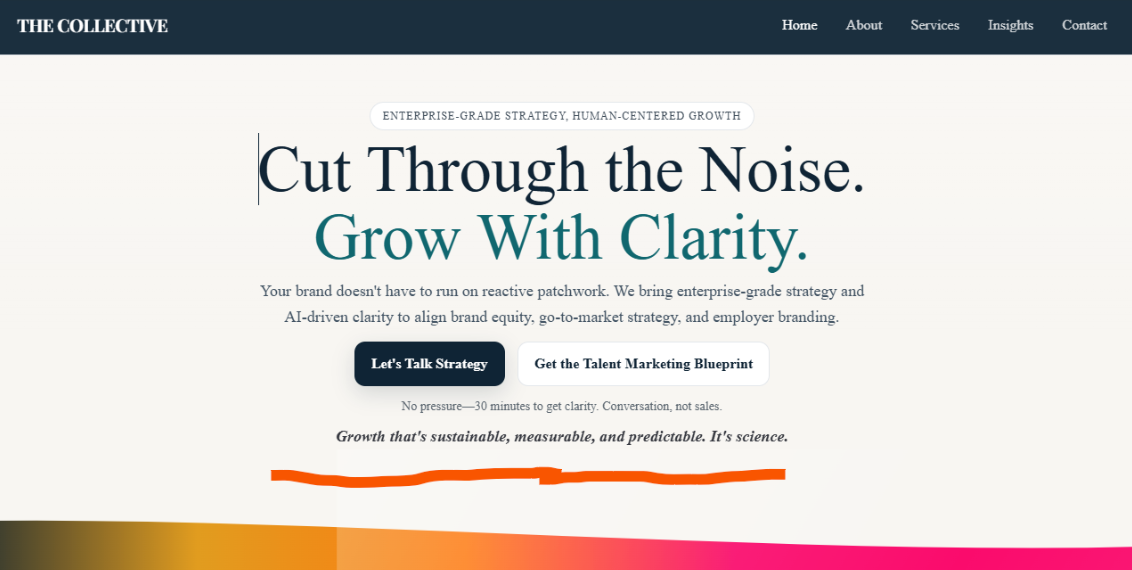 THE COLLECTIVE
Home About Services Insights Contact
ENTERPRISE-GRADE STRATEGY, HUMAN-CENTERED GROWTH
Cut Through the Noise.
Grow With Clarity.
Your brand doesn't have to run on reactive patchwork. We bring enterprise-grade strategy and
AI-driven clarity to align brand equity, go-to-market strategy, and employer branding.
Let's Talk Strategy Get the Talent Marketing Blueprint
No pressure—30 minutes to get clarity. Conversation, not sales.
Growth that's sustainable, measurable, and predictable. It's science.